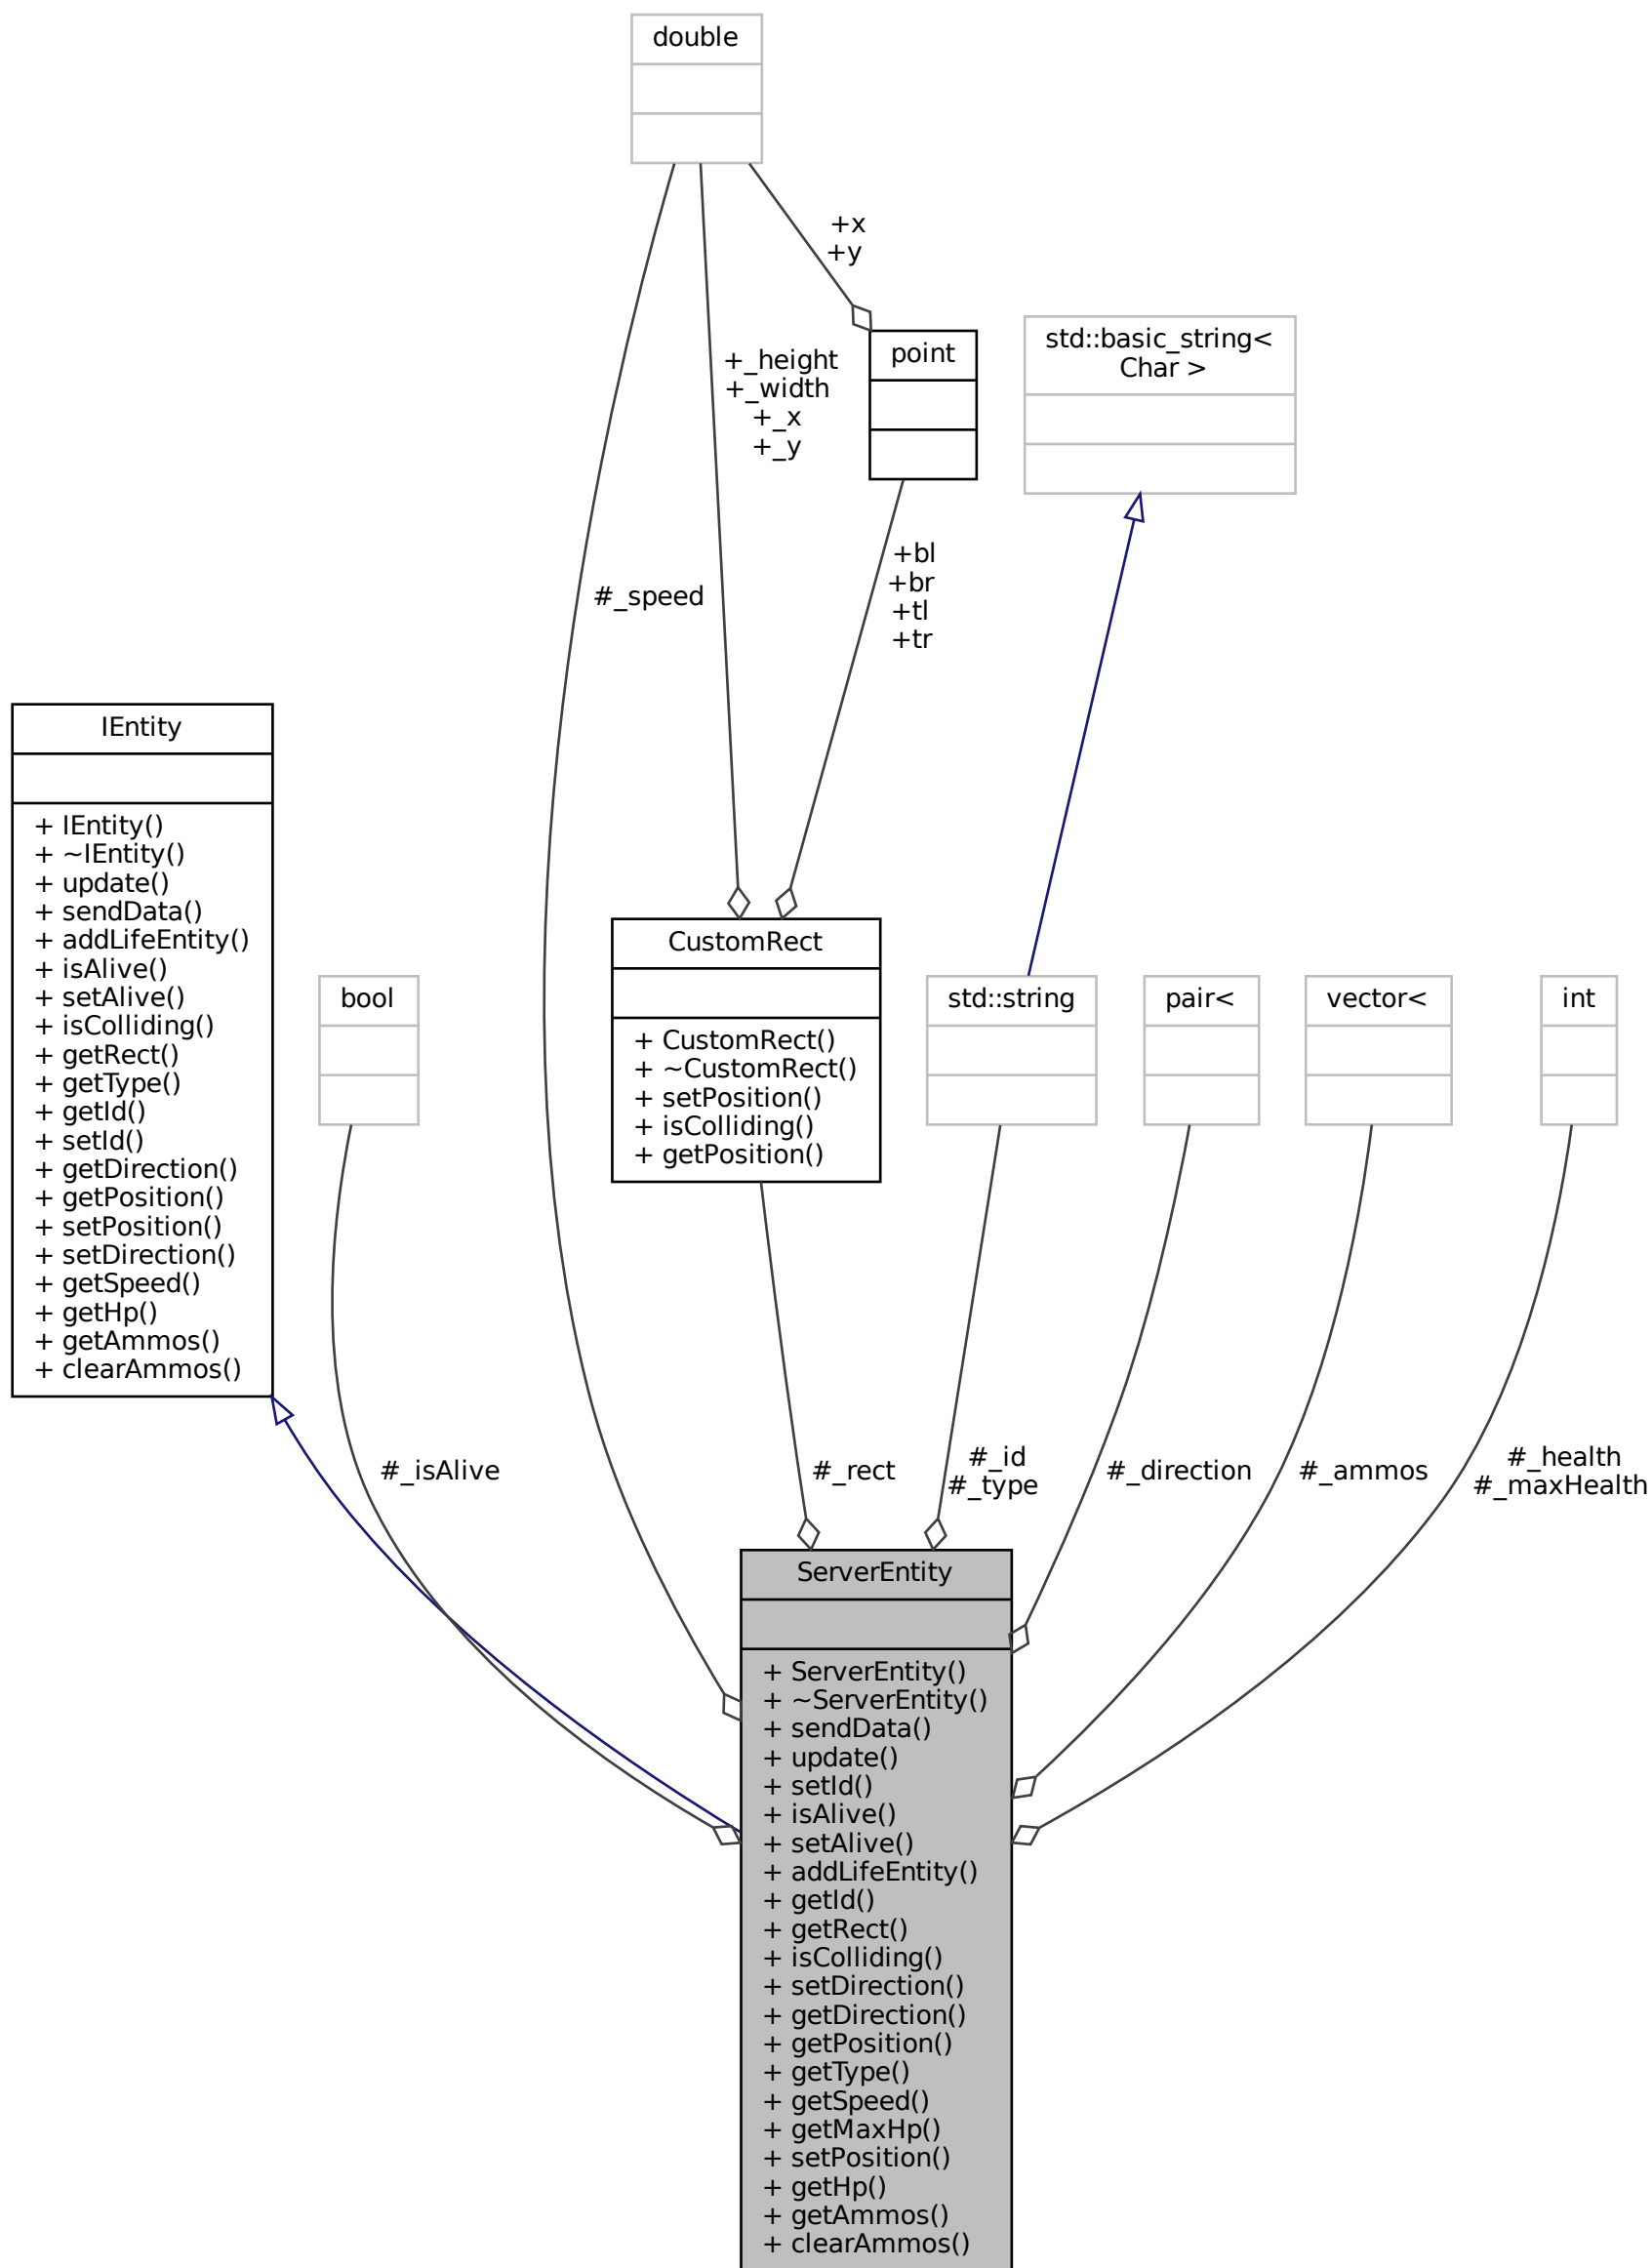 double
+x
+y
point
std::basic_string<
Char >
+_height
+_width
+_x
+_y
+bl
+br
+tl
+tr
#_speed
IEntity
+ IEntity()
+ ~IEntity()
+ update()
+ sendData()
+ addLifeEntity()
+ isAlive()
+ setAlive()
+ isColliding()
+ getRect()
+ getType()
+ getId()
+ setId()
+ getDirection()
+ getPosition()
+ setPosition()
+ setDirection()
+ getSpeed()
+ getHp()
+ getAmmos()
+ clearAmmos()
bool
CustomRect
+ CustomRect()
+ ~CustomRect()
+ setPosition()
+ isColliding()
+ getPosition()
std::string
pair<
vector<
int
#_isAlive
#_rect
#_id
#_type
#_direction
#_ammos
#_health
#_maxHealth
ServerEntity
+ ServerEntity()
+ ~ServerEntity()
+ sendData()
+ update()
+ setId()
+ isAlive()
+ setAlive()
+ addLifeEntity()
+ getId()
+ getRect()
+ isColliding()
+ setDirection()
+ getDirection()
+ getPosition()
+ getType()
+ getSpeed()
+ getMaxHp()
+ setPosition()
+ getHp()
+ getAmmos()
+ clearAmmos()